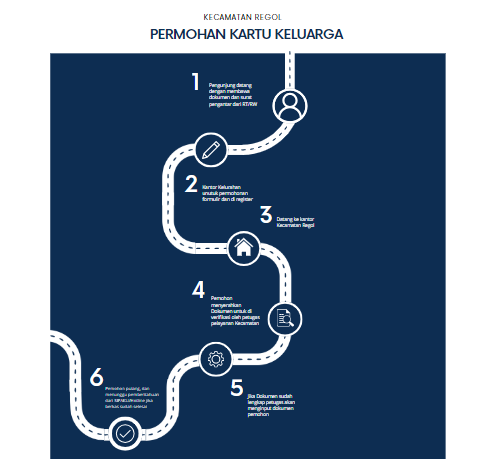 KECAMATAN REGOL
PERMOHAN KARTU KELUARGA
1
Pengunjung datang
dengan membawa
dokumen dan surat
pengantar dari RT/RW
2
Kantor Kelurahan
unutuk permohonan
formulir dan di register
3
Datang ke kantor
Kecamatan Regol
4
Pemohon
menyerahkan
Dokumen untuk di
verifikasi oleh petugas
pelayanan Kecamatan
5
Jika Dokumen sudah
lengkap petugas akan
menginput dokumen
pemohon
6
Pemohon pulang, dan
menunggu pemberitahuan
dari
jika
berkas sudah selesai